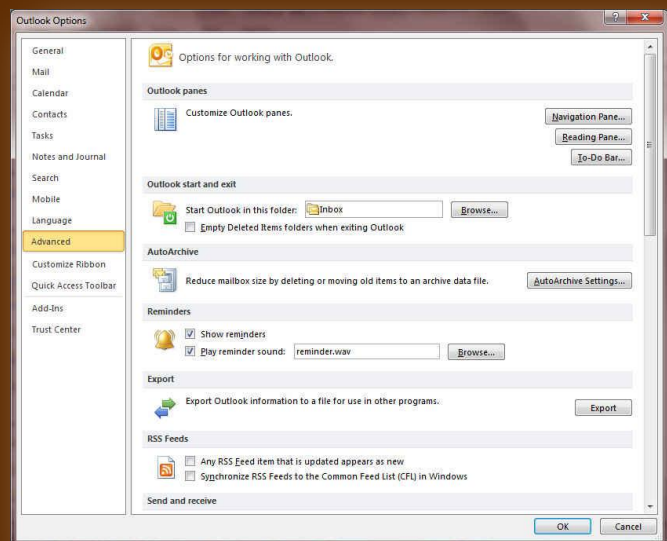 Outlook Options
General
Mail
Calendar
Contacts
Tasks
Notes and Journal
Search
Mobile
Language
Advanced
Customize Ribbon
Quick Access Toolbar
Add-Ins
Trust Center
Options for working with Outlook.
Outlook panes
Customize Outlook panes.
Navigation Pane...
Reading Pane...
To-Do Bar...
Outlook start and exit
Start Outlook in this folder: Inbox Browse...
Empty Deleted Items folders when exiting Outlook
AutoArchive
Reduce mailbox size by deleting or moving old items to an archive data file. AutoArchive Settings...
Reminders
Show reminders
Play reminder sound: reminder.wav Browse...
Export
Export Outlook information to a file for use in other programs.
Export
RSS Feeds
Any RSS Feed item that is updated appears as new
Synchronize RSS Feeds to the Common Feed List (CFL) in Windows
Send and receive
OK Cancel